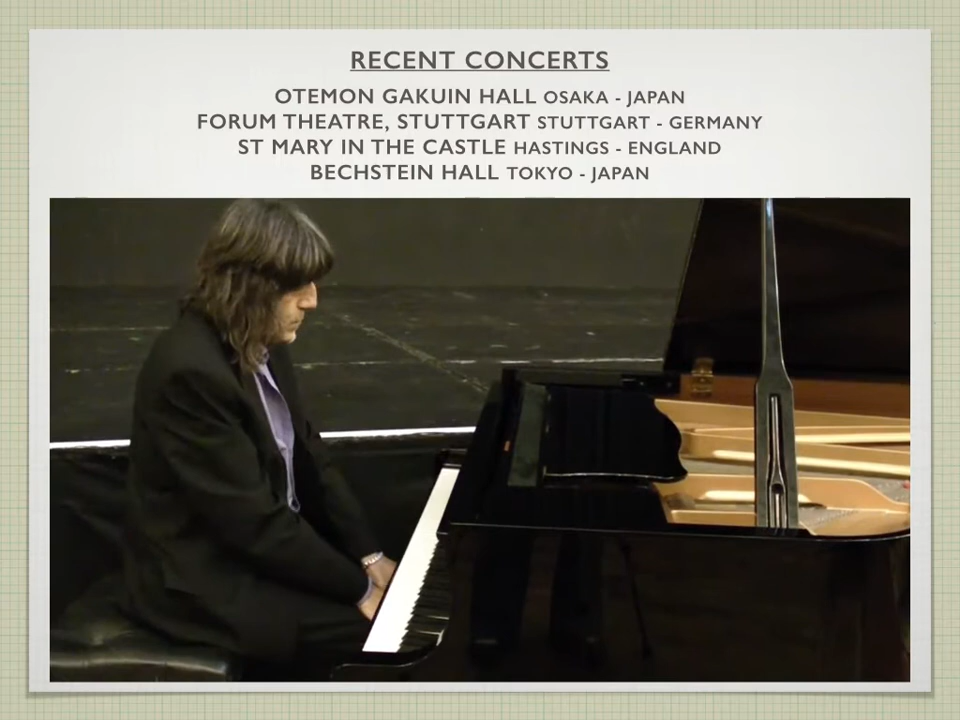 RECENT CONCERTS
OTEMON GAKUIN HALL OSAKA - JAPAN
FORUM THEATRE, STUTTGART STUTTGART - GERMANY
ST MARY IN THE CASTLE HASTINGS - ENGLAND
BECHSTEIN HALL TOKYO - JAPAN